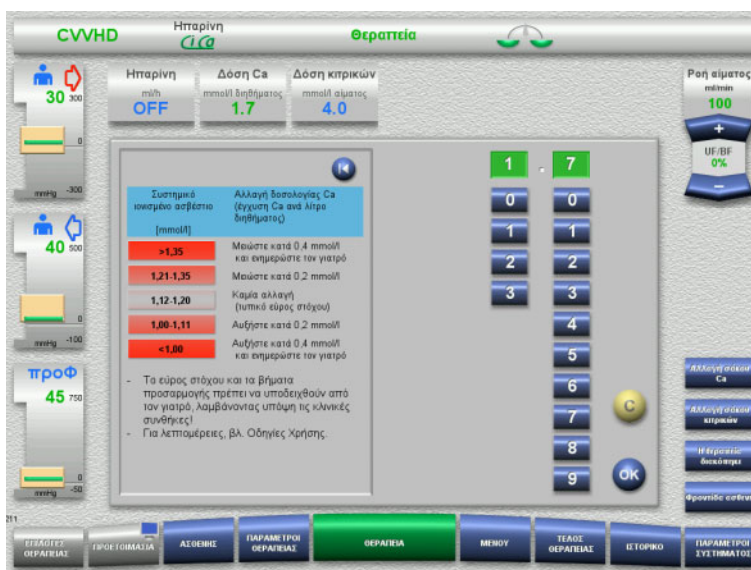 CVVHD
Ηπαρίνη
CiCa
Θεραπεία
Ηπαρίνη
ml/h
OFF
Δόση Ca
mmol/l διηθήματος
1.7
Δόση κιτρικών
mmol/l αίματος
4.0
Ροή αίματος
ml/min
100
+
UF/BF
0%
−
30 300
0
mmHg -300
40 500
0
mmHg -100
προΦ
45 750
0
mmHg -50
Συστημικό
ιονισμένο ασβέστιο
[mmol/l]
Αλλαγή δοσολογίας Ca
(έγχυση Ca ανά λίτρο
διηθήματος)
>1,35
Μειώστε κατά 0,4 mmol/l
και ενημερώστε τον γιατρό
1,21-1,35
Μειώστε κατά 0,2 mmol/l
1,12-1,20
Καμία αλλαγή
(τυπικό εύρος στόχου)
1,00-1,11
Αυξήστε κατά 0,2 mmol/l
<1,00
Αυξήστε κατά 0,4 mmol/l
και ενημερώστε τον γιατρό
- Το εύρος στόχου και τα βήματα
προσαρμογής πρέπει να υποδειχθούν από
τον γιατρό, λαμβάνοντας υπόψη τις κλινικές
συνθήκες!
- Για λεπτομέρειες, βλ. Οδηγίες Χρήσης.
1 . 7
0 0
1 1
2 2
3 3
4
5
6
7
8
9
C
OK
Αλλαγή σάκου
Ca
Αλλαγή σάκου
κιτρικών
Η θεραπεία
διεκόπηκε
Φροντίδα ασθενή
211
ΕΠΙΛΟΓΕΣ
ΘΕΡΑΠΕΙΑΣ
ΠΡΟΕΤΟΙΜΑΣΙΑ
ΑΣΘΕΝΗΣ
ΠΑΡΑΜΕΤΡΟΙ
ΘΕΡΑΠΕΙΑΣ
ΘΕΡΑΠΕΙΑ
ΜΕΝΟΥ
ΤΕΛΟΣ
ΘΕΡΑΠΕΙΑΣ
ΙΣΤΟΡΙΚΟ
ΠΑΡΑΜΕΤΡΟΙ
ΣΥΣΤΗΜΑΤΟΣ